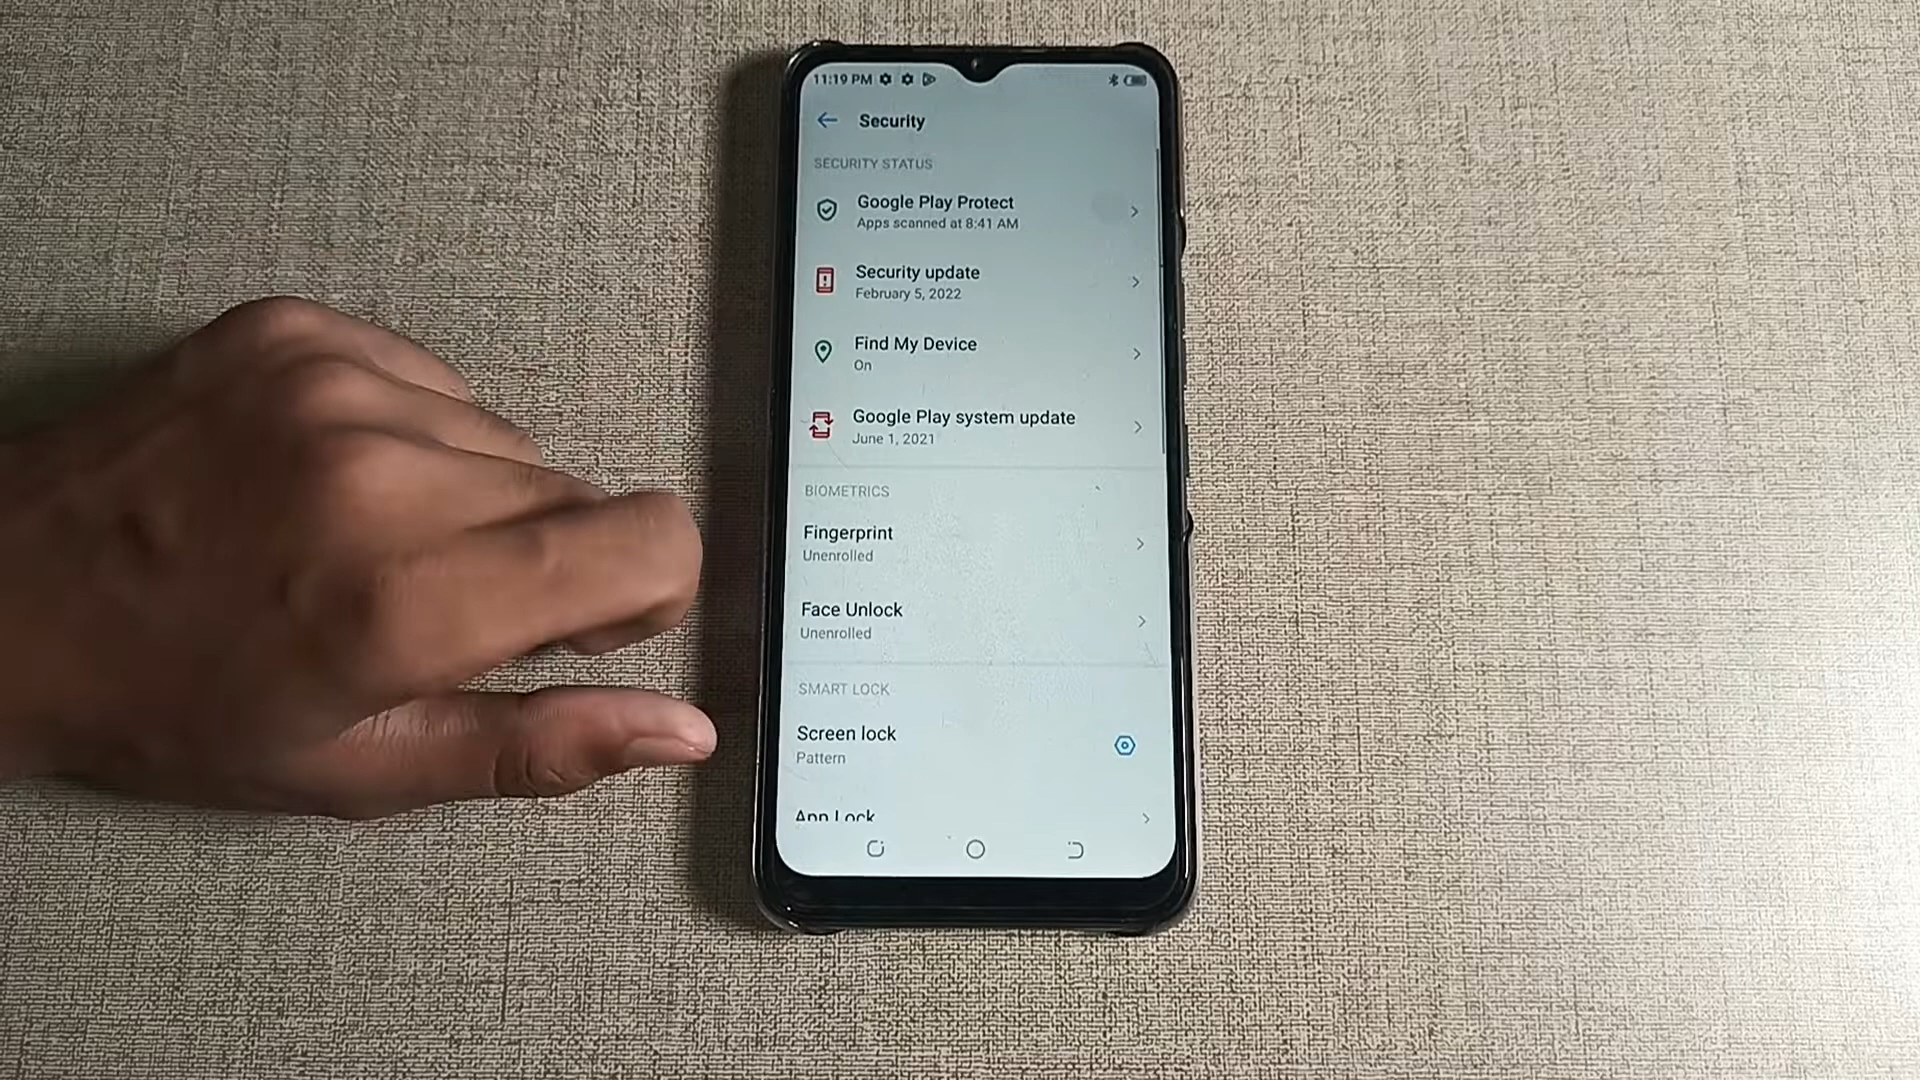 11:19 PM
Security
SECURITY STATUS
Google Play Protect
Apps scanned at 8:41 AM
Security update
February 5, 2022
Find My Device
On
Google Play system update
June 1, 2021
BIOMETRICS
Fingerprint
Unenrolled
Face Unlock
Unenrolled
SMART LOCK
Screen lock
Pattern
App Lock